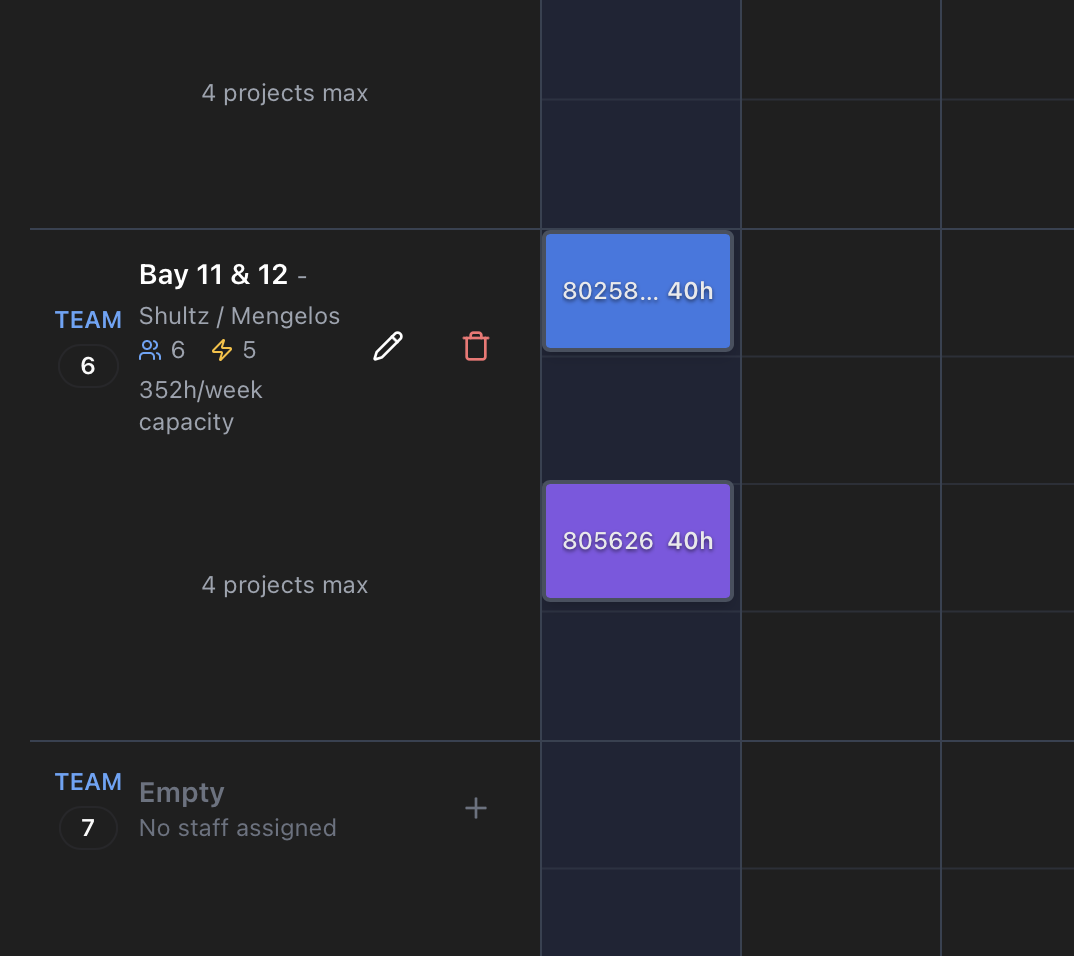 4 projects max
TEAM
6
Bay 11 & 12 -
Shultz / Mengelos
6 5
352h/week
capacity
80258... 40h
805626 40h
4 projects max
TEAM
7
Empty
No staff assigned